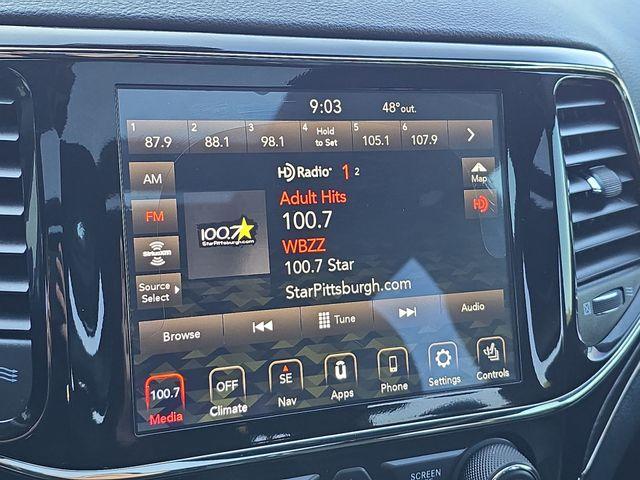 9:03 48°out.
1 87.9 2 88.1 3 98.1 4 Hold to Set 5 105.1 6 107.9
AM
FM
SiriusXM
Source Select
HD Radio 1 2
Adult Hits
100.7
WBZZ
100.7 Star
StarPittsburgh.com
100.7
StarPittsburgh.com
Map
HD
Browse Tune Audio
100.7 OFF SE
Media Climate Nav Apps Phone Settings Controls
SCREEN